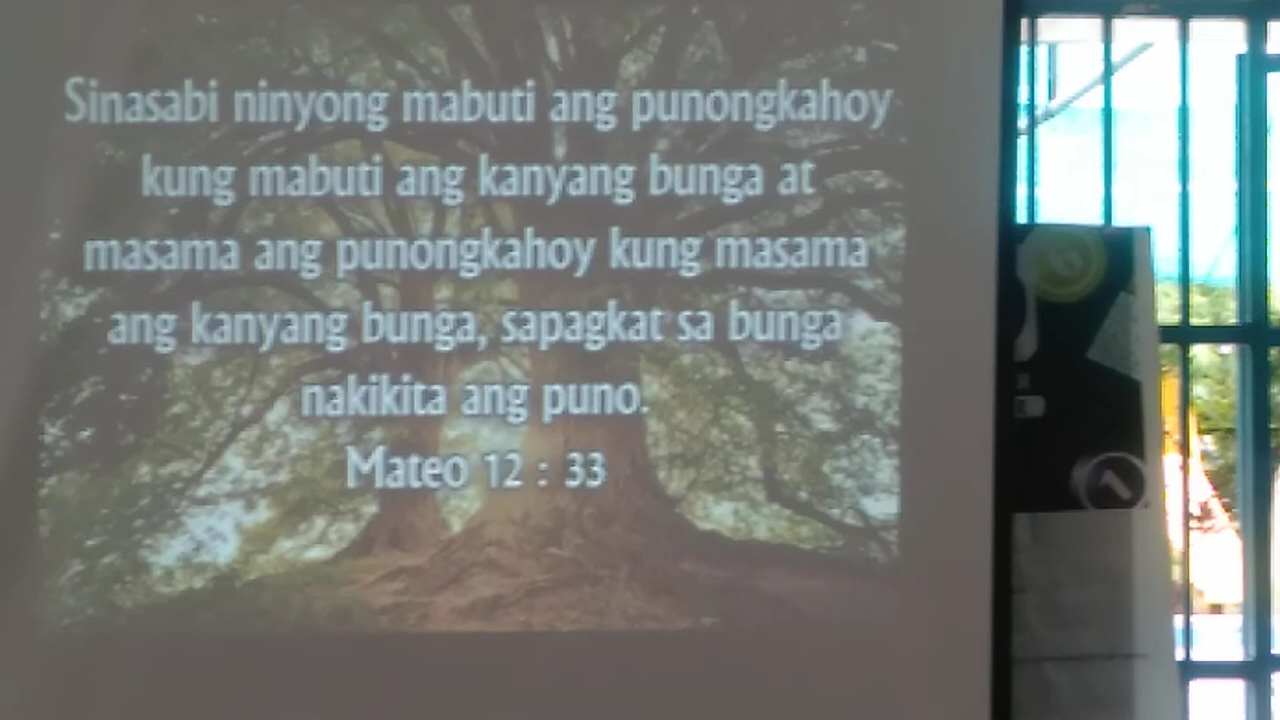 Sinasabi ninyong mabuti ang punongkahoy
kung mabuti ang kanyang bunga at
masama ang punongkahoy kung masama
ang kanyang bunga, sapagkat sa bunga
nakikita ang puno.
Mateo 12 : 33